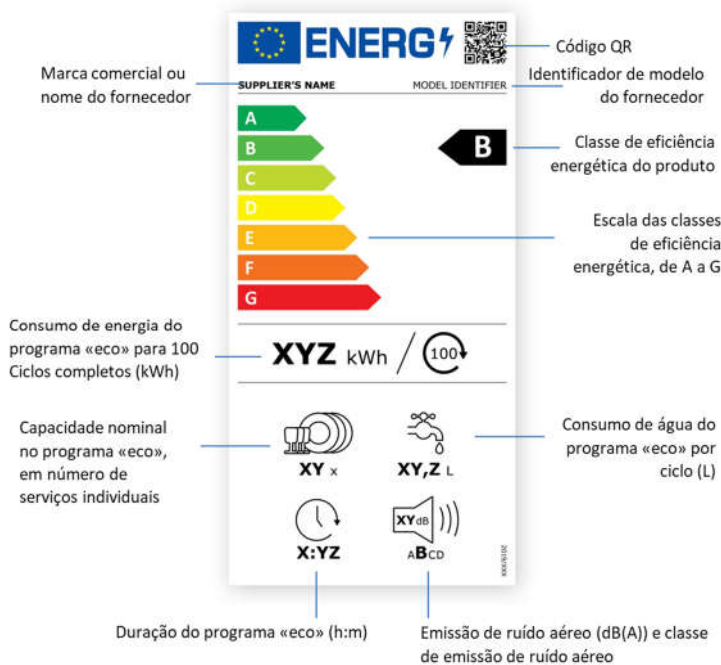 ENERG
Código QR
Marca comercial ou
nome do fornecedor
SUPPLIER'S NAME
MODEL IDENTIFIER
Identificador de modelo
do fornecedor
A
B
C
D
E
F
G
B
Classe de eficiência
energética do produto
Escala das classes
de eficiência
energética, de A a G
Consumo de energia do
programa «eco» para 100
Ciclos completos (kWh)
XYZ kWh / 100
Capacidade nominal
no programa «eco»,
em número de
serviços individuais
XY x
XY,Z L
Consumo de água do
programa «eco» por
ciclo (L)
X:YZ
XYdB
ABCD
Duração do programa «eco» (h:m)
Emissão de ruído aéreo (dB(A)) e classe
de emissão de ruído aéreo